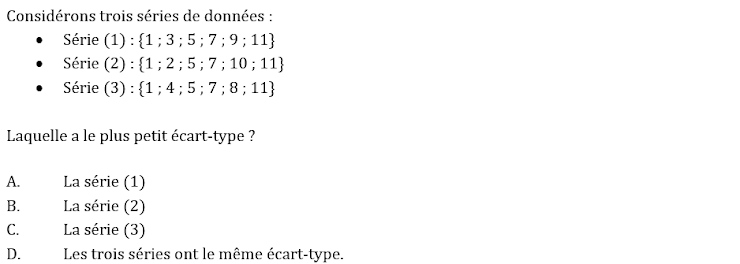 Considérons trois séries de données :
• Série (1) : {1 ; 3 ; 5 ; 7 ; 9 ; 11}
• Série (2) : {1 ; 2 ; 5 ; 7 ; 10 ; 11}
• Série (3) : {1 ; 4 ; 5 ; 7 ; 8 ; 11}
Laquelle a le plus petit écart-type ?
A. La série (1)
B. La série (2)
C. La série (3)
D. Les trois séries ont le même écart-type.